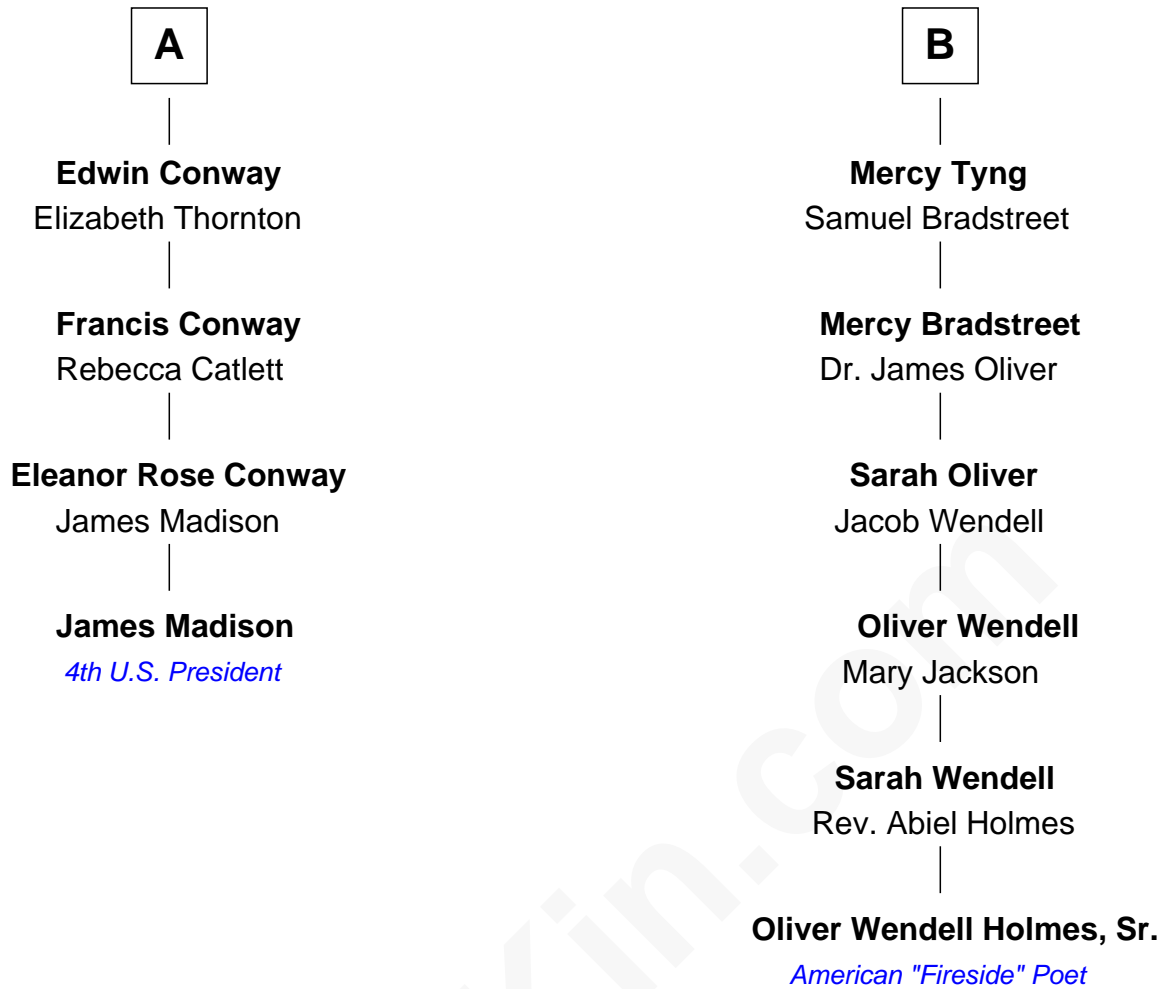 A
Edwin Conway
Elizabeth Thornton
Francis Conway
Rebecca Catlett
Eleanor Rose Conway
James Madison
James Madison
4th U.S. President
B
Mercy Tyng
Samuel Bradstreet
Mercy Bradstreet
Dr. James Oliver
Sarah Oliver
Jacob Wendell
Oliver Wendell
Mary Jackson
Sarah Wendell
Rev. Abiel Holmes
Oliver Wendell Holmes, Sr.
American "Fireside" Poet
Kin.com